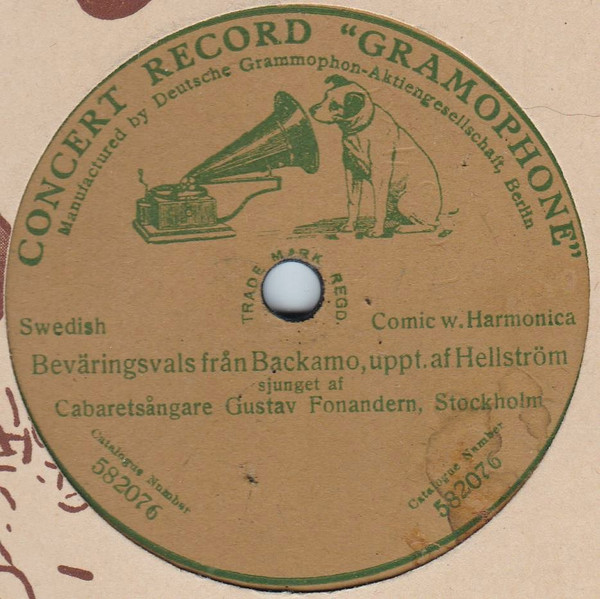 CONCERT RECORD "GRAMOPHONE"
Manufactured by Deutsche Grammophon-Aktiengesellschaft, Berlin
TRADE MARK REGD.
Swedish
Comic w. Harmonica
Beväringsvals från Backamo, uppt. af Hellström
sjunget af
Cabaretsångare Gustav Fonandern, Stockholm
Catalogue Number
582076
Catalogue Number
582076